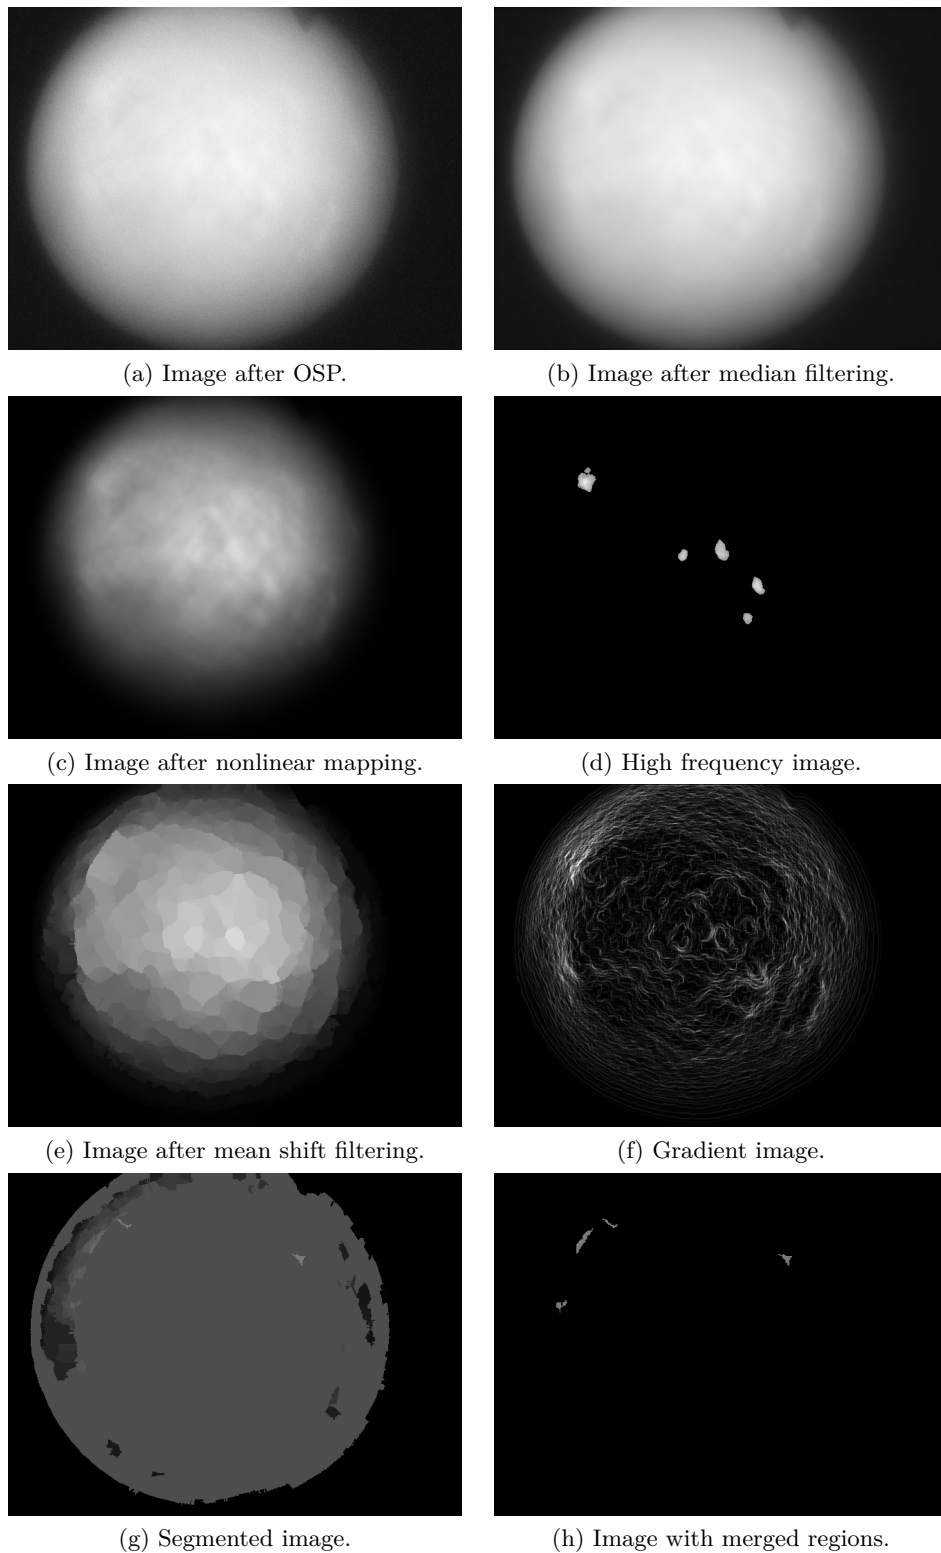 (a) Image after OSP.
(b) Image after median filtering.
(c) Image after nonlinear mapping.
(d) High frequency image.
(e) Image after mean shift filtering.
(f) Gradient image.
(g) Segmented image.
(h) Image with merged regions.